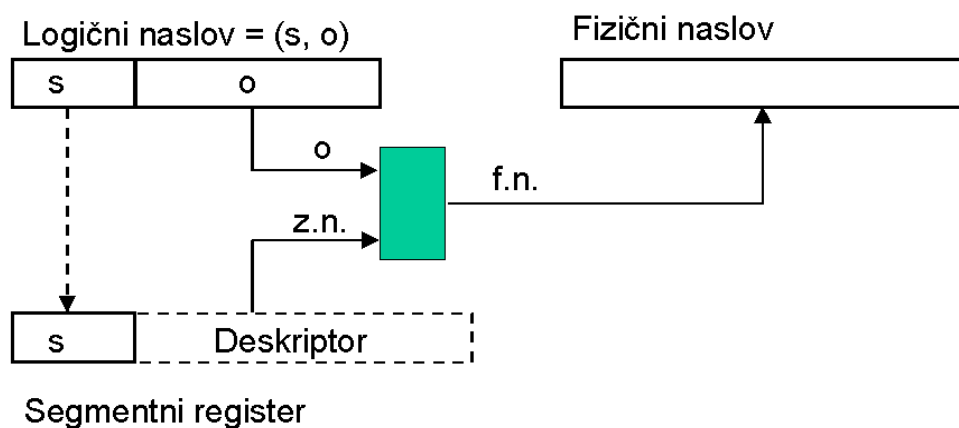 Logični naslov = (s, o)
Fizični naslov
s
o
o
f.n.
z.n.
s
Deskriptor
Segmentni register